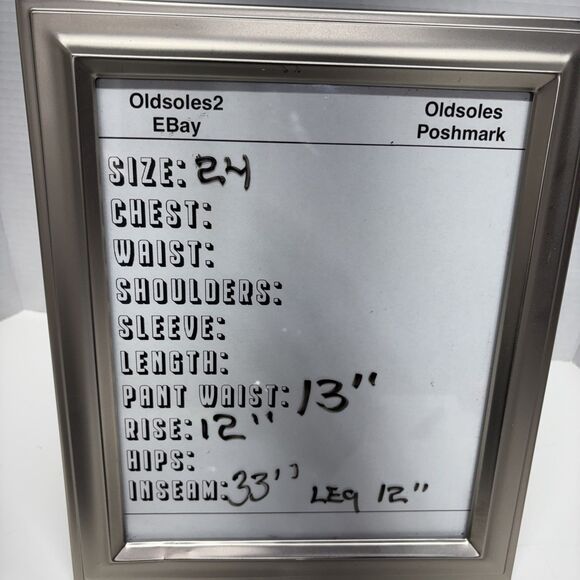 Oldsoles2
EBay
Oldsoles
Poshmark
SIZE: 24
CHEST:
WAIST:
SHOULDERS:
SLEEVE:
LENGTH:
PANT WAIST: 13"
RISE: 12"
HIPS:
INSEAM: 33" LEG 12"